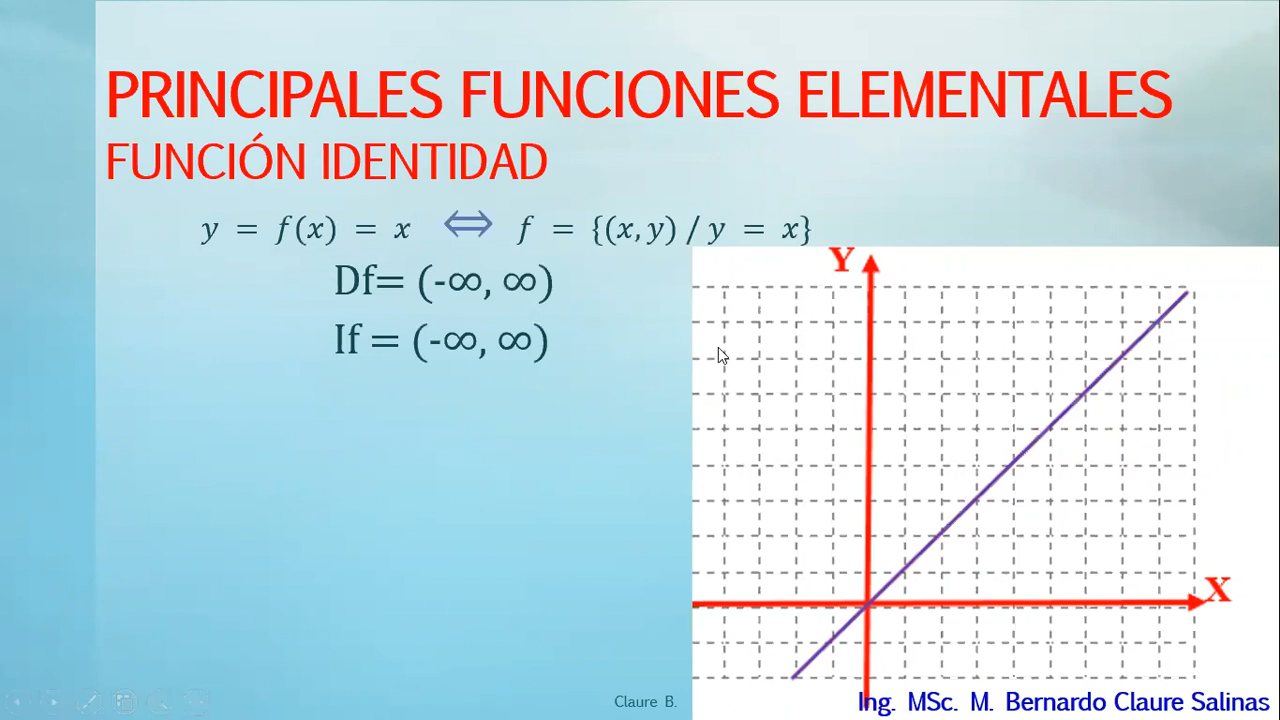 PRINCIPALES FUNCIONES ELEMENTALES
FUNCIÓN IDENTIDAD
y = f(x) = x ⇔ f = {(x, y) / y = x}
Df= (-∞, ∞)
If = (-∞, ∞)
Y
X
Claure B.
Ing. MSc. M. Bernardo Claure Salinas